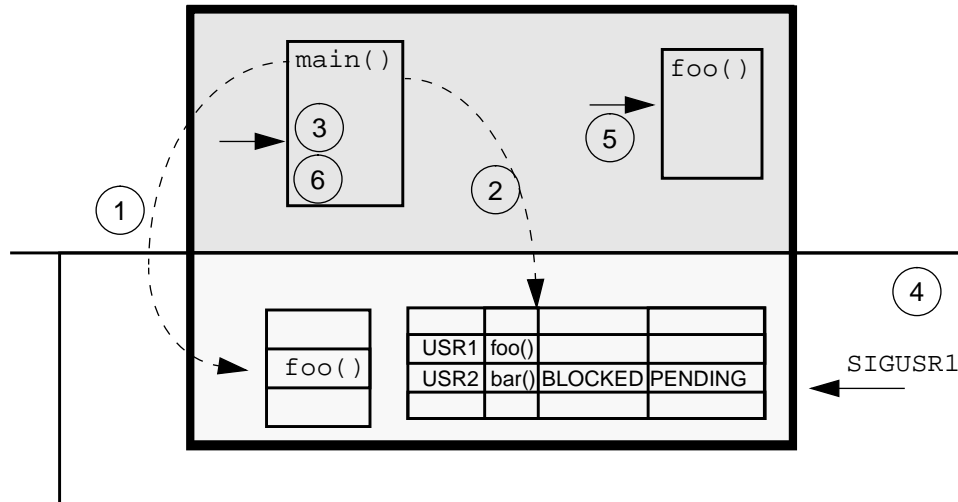 main()
foo()
3
5
6
2
1
4
USR1 foo()
foo()
USR2 bar() BLOCKED PENDING
SIGUSR1